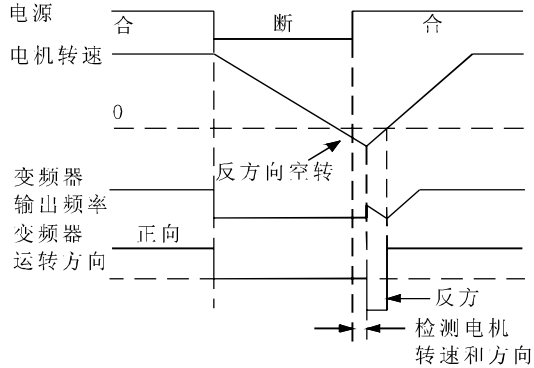 电源
合
断
合
电机转速
0
反方向空转
变频器
输出频率
变频器
正向
运转方向
反方
检测电机
转速和方向